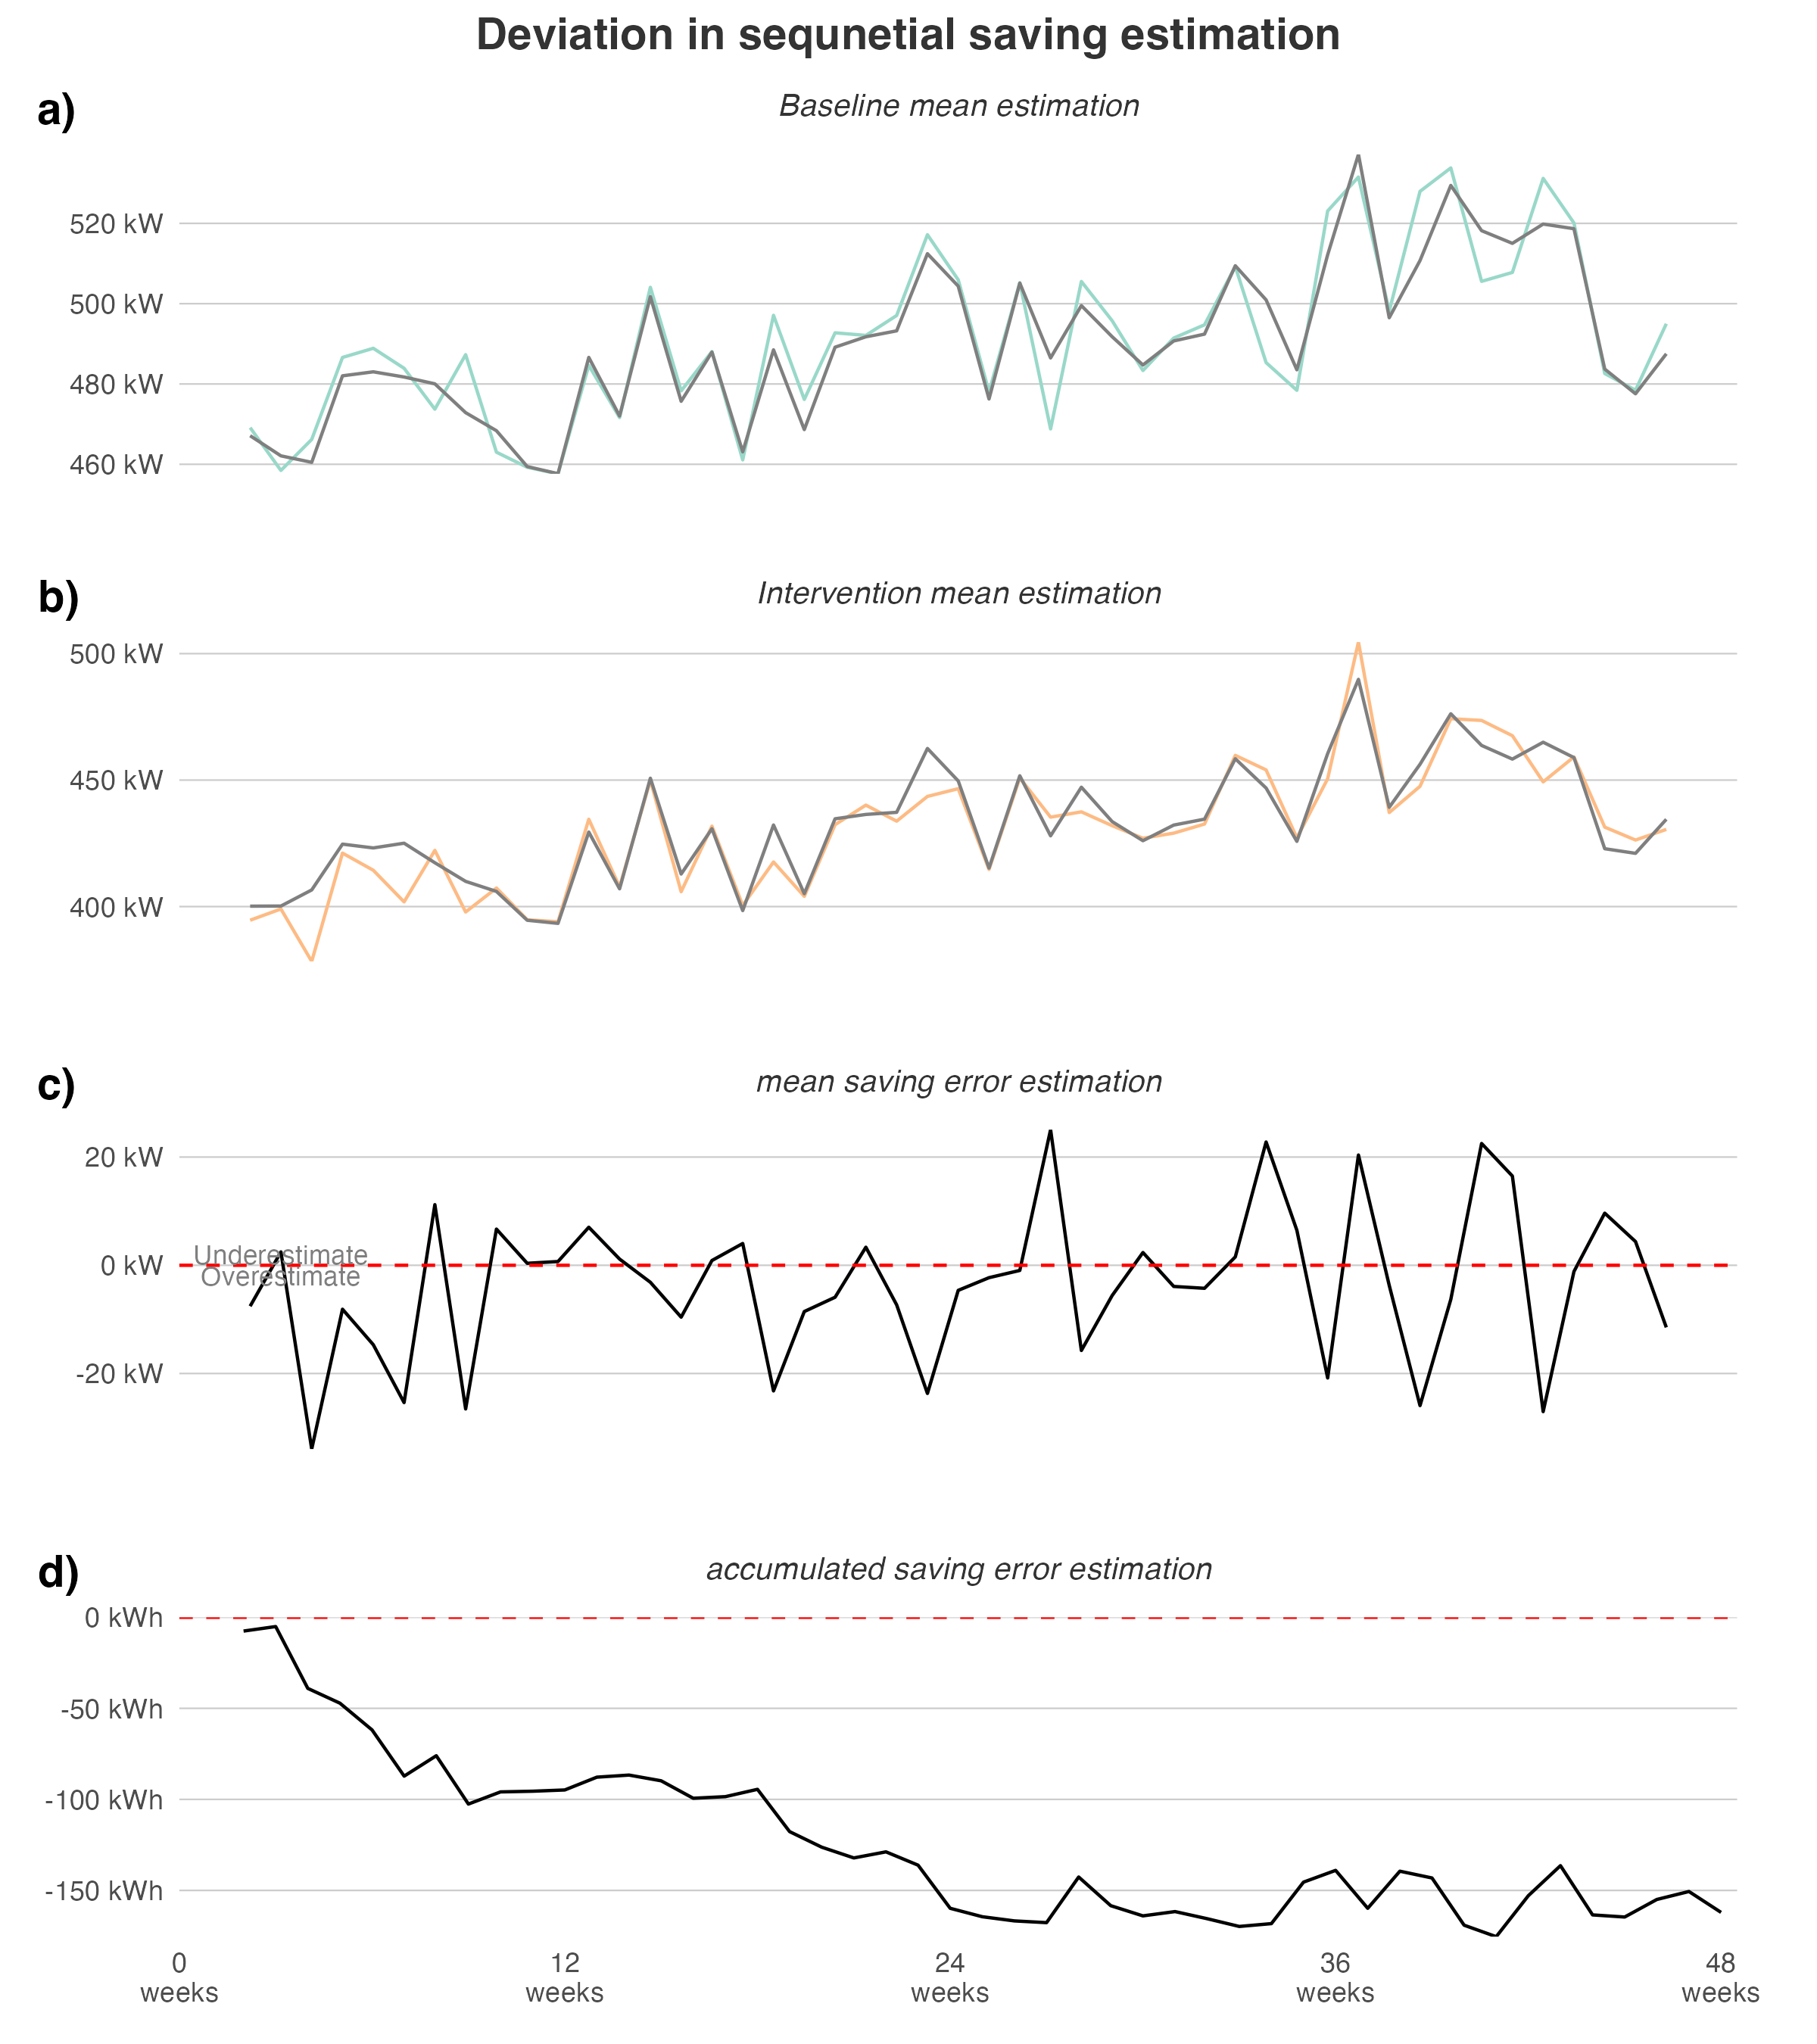 Deviation in sequnetial saving estimation
a)
Baseline mean estimation
520 kW
500 kW
480 kW
460 kW
b)
Intervention mean estimation
500 kW
450 kW
400 kW
c)
mean saving error estimation
20 kW
Underestimate
0 kW
Overestimate
-20 kW
d)
accumulated saving error estimation
0 kWh
-50 kWh
-100 kWh
-150 kWh
0 12 24 36 48
weeks weeks weeks weeks weeks